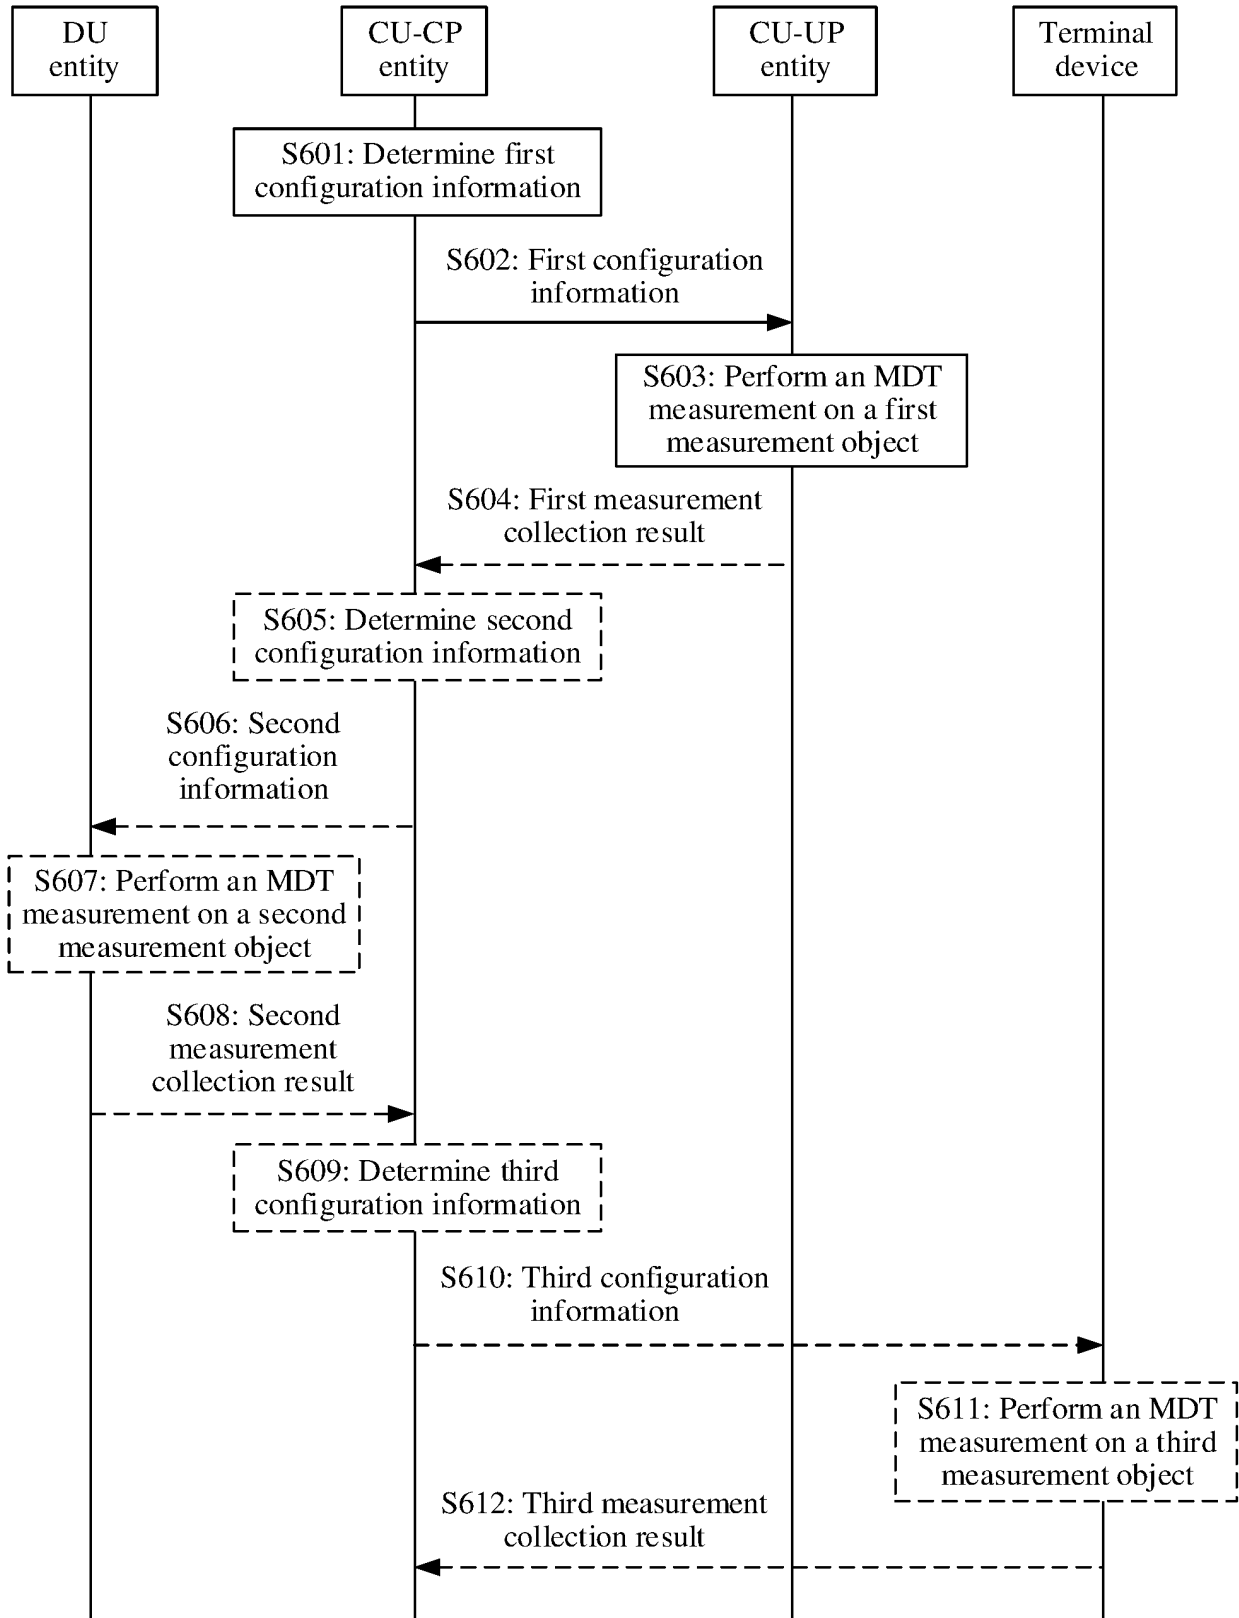 DU
entity
CU-CP
entity
CU-UP
entity
Terminal
device
S601: Determine first
configuration information
S602: First configuration
information
S603: Perform an MDT
measurement on a first
measurement object
S604: First measurement
collection result
S605: Determine second
configuration information
S606: Second
configuration
information
S607: Perform an MDT
measurement on a second
measurement object
S608: Second
measurement
collection result
S609: Determine third
configuration information
S610: Third configuration
information
S611: Perform an MDT
measurement on a third
measurement object
S612: Third measurement
collection result